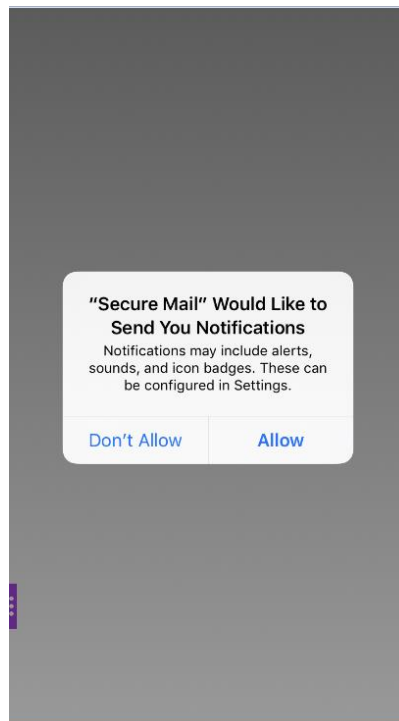 “Secure Mail” Would Like to
Send You Notifications
Notifications may include alerts,
sounds, and icon badges. These can
be configured in Settings.
Don’t Allow
Allow